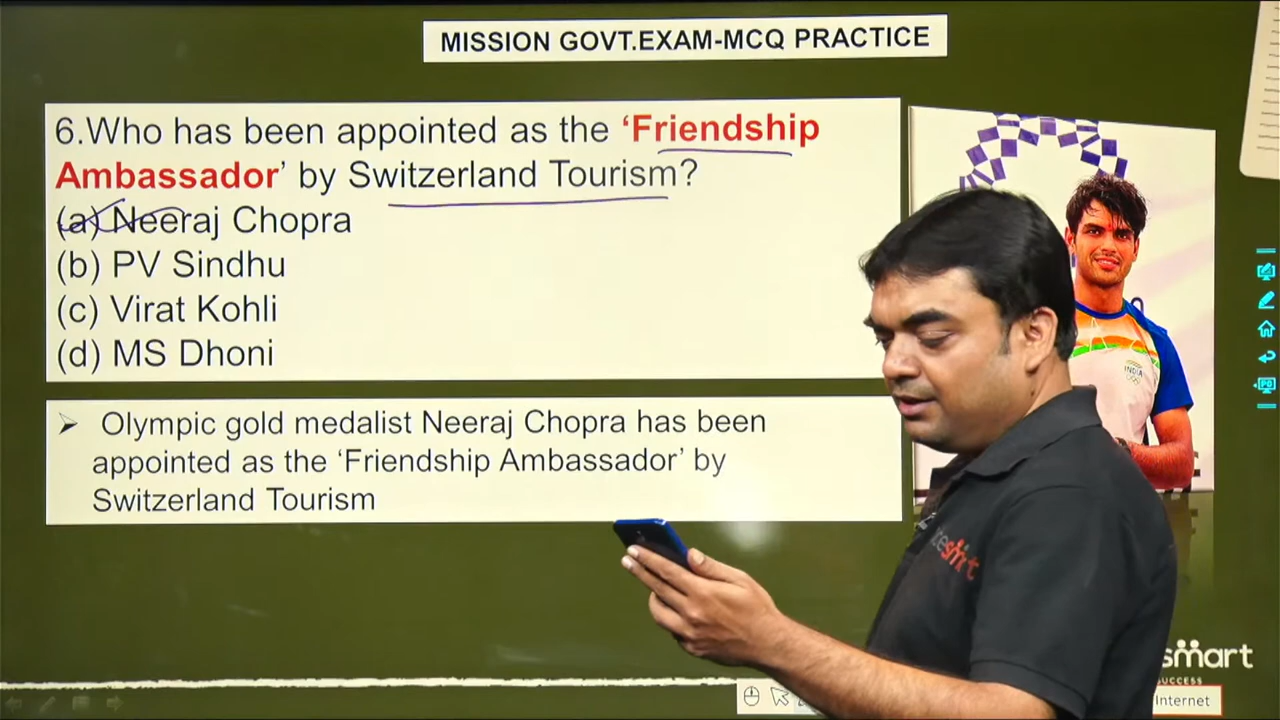 MISSION GOVT.EXAM-MCQ PRACTICE
6.Who has been appointed as the ‘Friendship
Ambassador’ by Switzerland Tourism?
(a) Neeraj Chopra
(b) PV Sindhu
(c) Virat Kohli
(d) MS Dhoni
➢ Olympic gold medalist Neeraj Chopra has been
appointed as the ‘Friendship Ambassador’ by
Switzerland Tourism
INDIA
smart
Internet